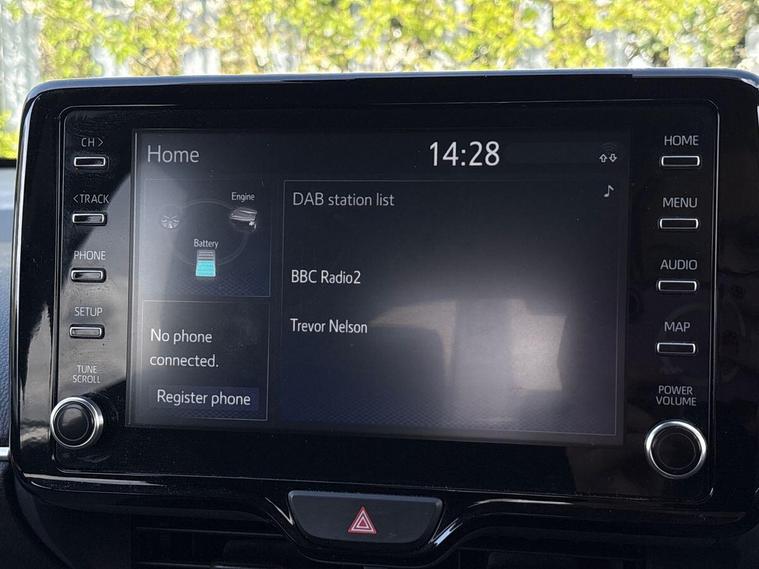 CH >
< TRACK
PHONE
SETUP
TUNE
SCROLL
Home
14:28
Engine
Battery
No phone
connected.
Register phone
DAB station list
BBC Radio2
Trevor Nelson
HOME
MENU
AUDIO
MAP
POWER
VOLUME